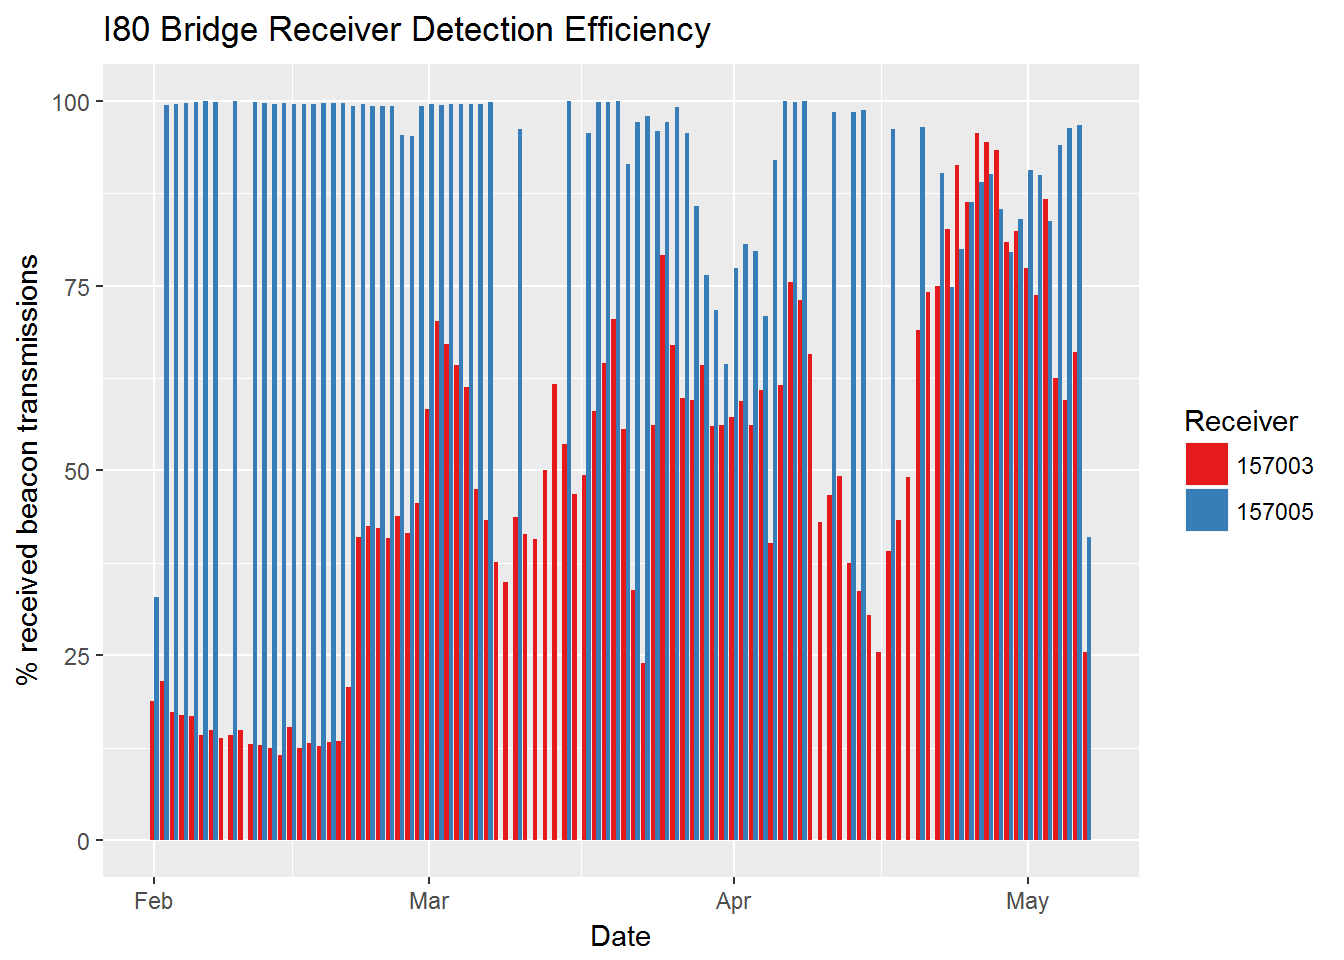 I80 Bridge Receiver Detection Efficiency
100
75
50
25
0
% received beacon transmissions
Feb Mar Apr May
Date
Receiver
157003
157005